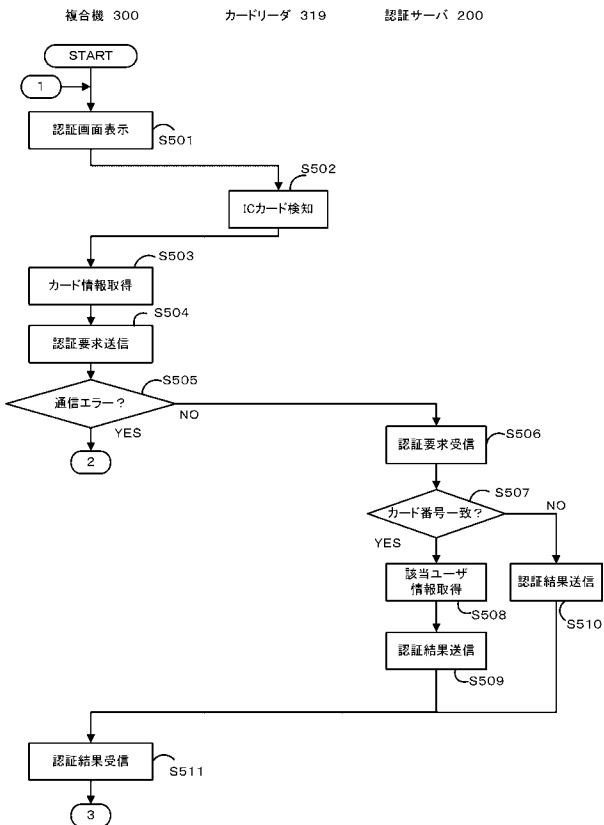 複合機 300 カードリーダ 319 認証サーバ 200
START
1
認証画面表示
S501
S502
ICカード検知
S503
カード情報取得
S504
認証要求送信
S505
通信エラー？
NO
YES
2
S506
認証要求受信
S507
カード番号一致？
NO
YES
該当ユーザ
情報取得
S508
認証結果送信
S510
認証結果送信
S509
認証結果受信
S511
3